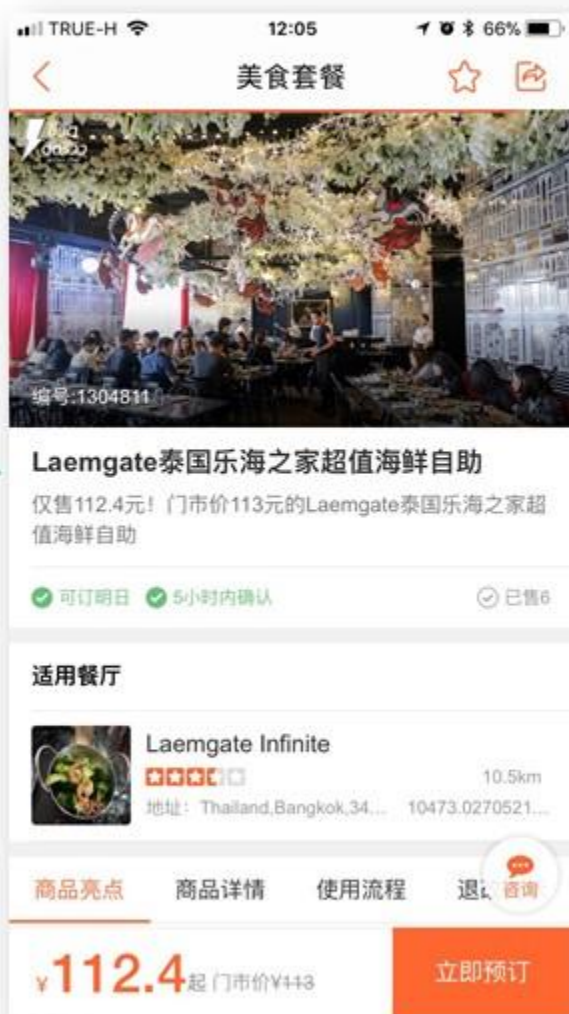 TRUE-H
12:05
66%
美食套餐
编号:1304811
Laemgate泰国乐海之家超值海鲜自助
仅售112.4元！门市价113元的Laemgate泰国乐海之家超
值海鲜自助
可订明日 5小时内确认 已售6
适用餐厅
Laemgate Infinite
10.5km
地址：Thailand,Bangkok,34... 10473.0270521...
商品亮点 商品详情 使用流程 退
咨询
¥112.4起 门市价¥113
立即预订